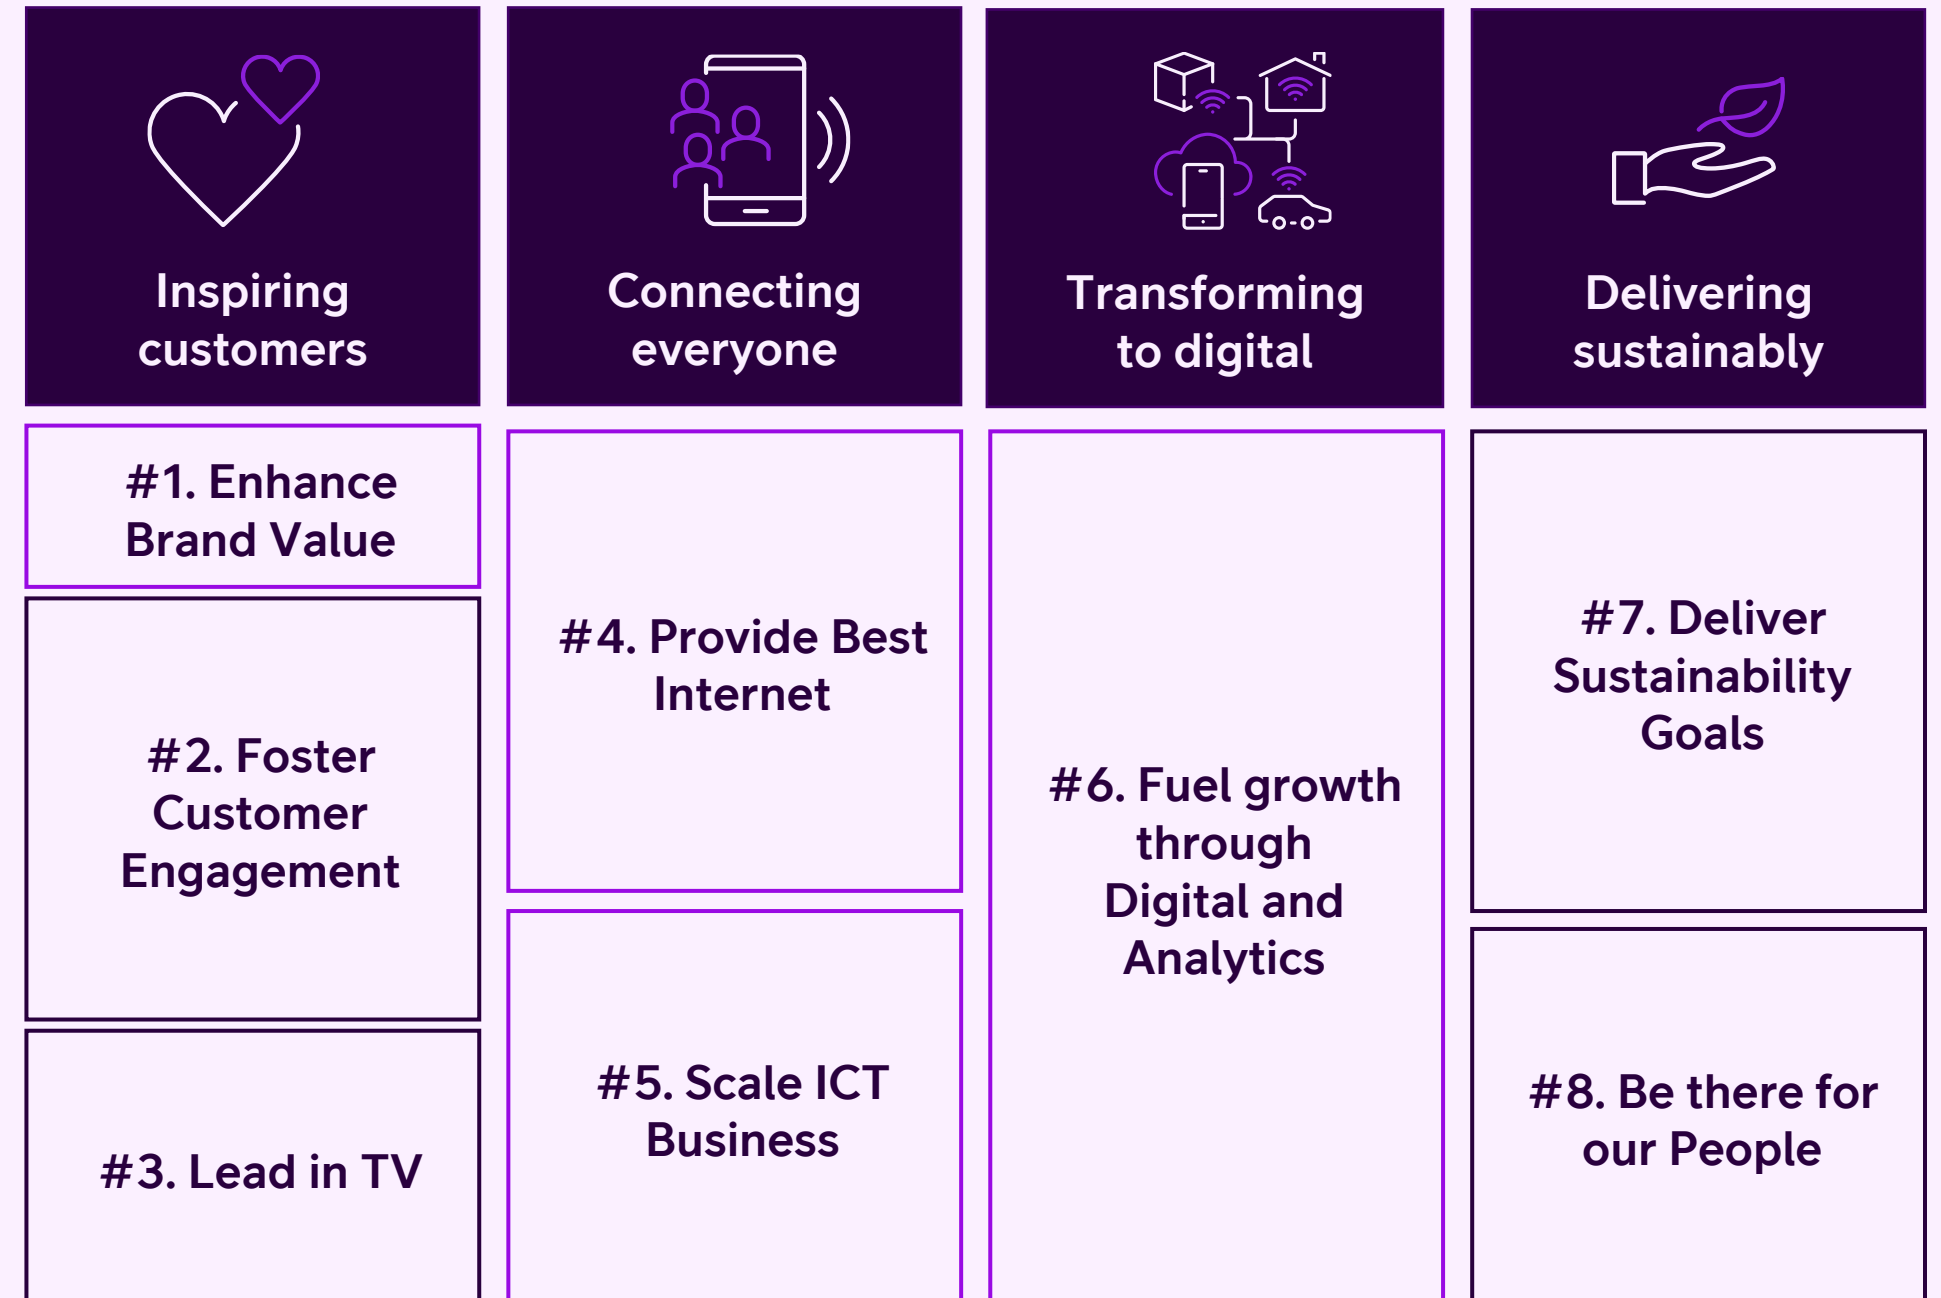 Inspiring
customers
#1. Enhance
Brand Value
#2. Foster
Customer
Engagement
#3. Lead in TV
Connecting
everyone
#4. Provide Best
Internet
#5. Scale ICT
Business
Transforming
to digital
#6. Fuel growth
through
Digital and
Analytics
Delivering
sustainably
#7. Deliver
Sustainability
Goals
#8. Be there for
our People